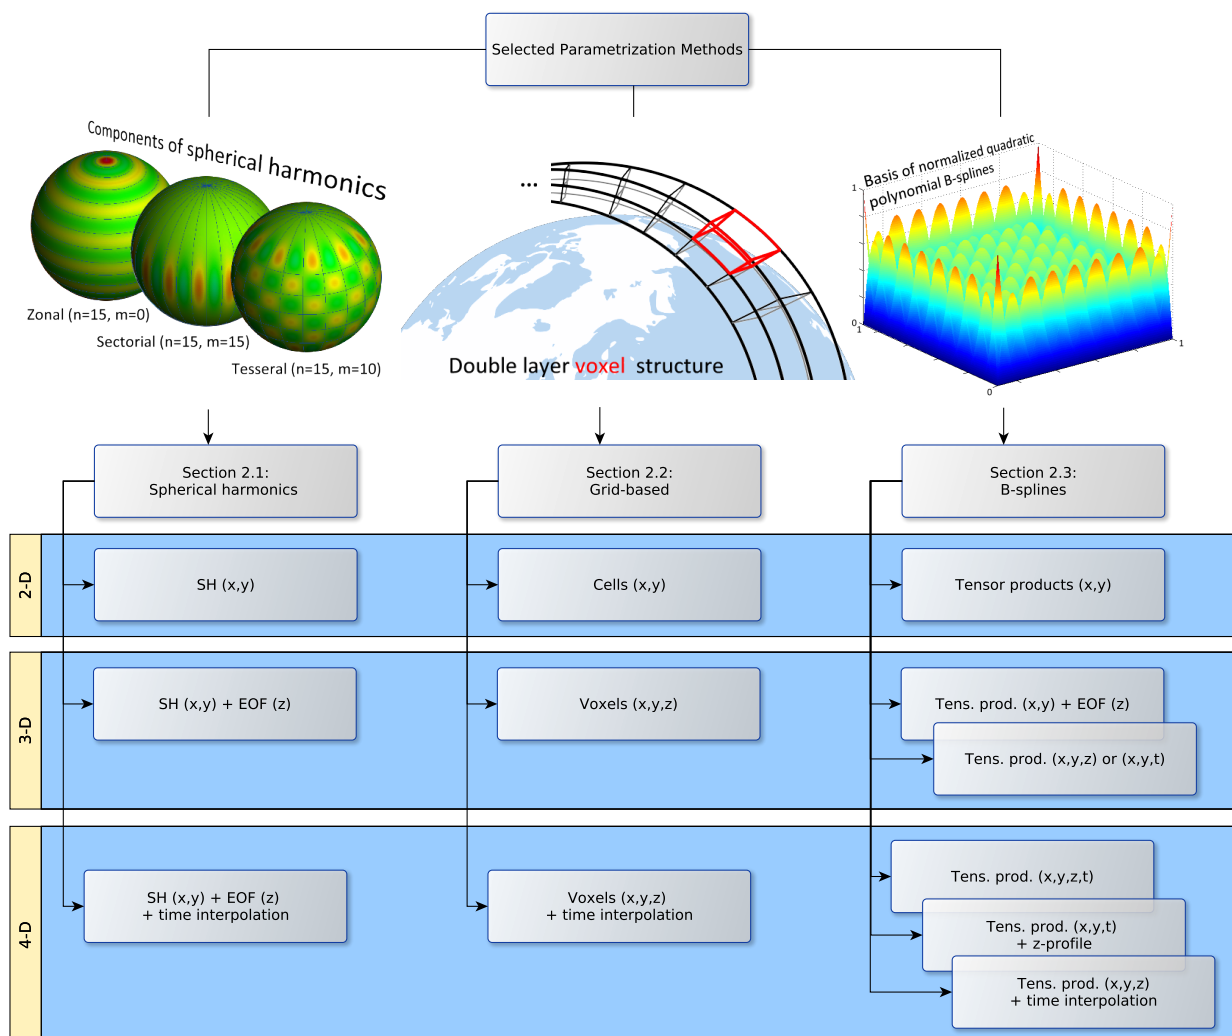 Selected Parametrization Methods
Components of spherical harmonics
Zonal (n=15, m=0)
Sectorial (n=15, m=15)
Tesseral (n=15, m=10)
...
Double layer voxel structure
Basis of normalized quadratic
polynomial B-splines
1
0
1
0
1
Section 2.1:
Spherical harmonics
Section 2.2:
Grid-based
Section 2.3:
B-splines
2-D
SH (x,y)
Cells (x,y)
Tensor products (x,y)
3-D
SH (x,y) + EOF (z)
Voxels (x,y,z)
Tens. prod. (x,y) + EOF (z)
Tens. prod. (x,y,z) or (x,y,t)
4-D
SH (x,y) + EOF (z)
+ time interpolation
Voxels (x,y,z)
+ time interpolation
Tens. prod. (x,y,z,t)
Tens. prod. (x,y,t)
+ z-profile
Tens. prod. (x,y,z)
+ time interpolation